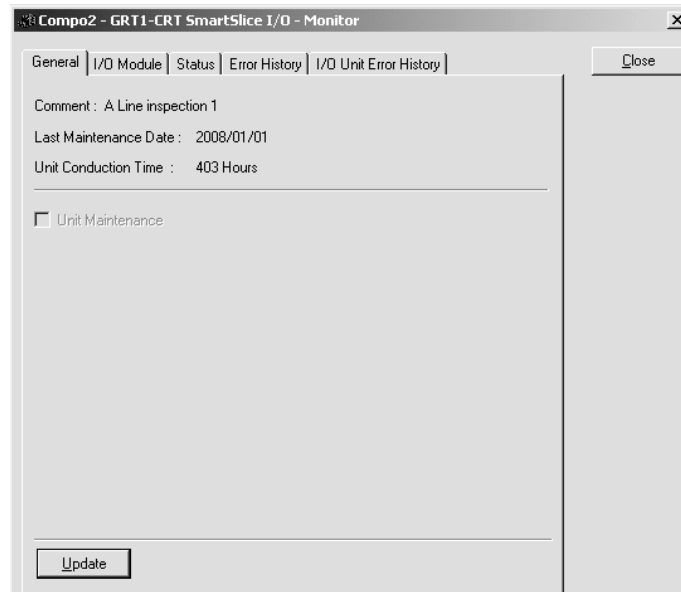 Compo2 - GRT1-CRT SmartSlice I/O - Monitor
General I/O Module Status Error History I/O Unit Error History
Close
Comment : A Line inspection 1
Last Maintenance Date : 2008/01/01
Unit Conduction Time : 403 Hours
Unit Maintenance
Update